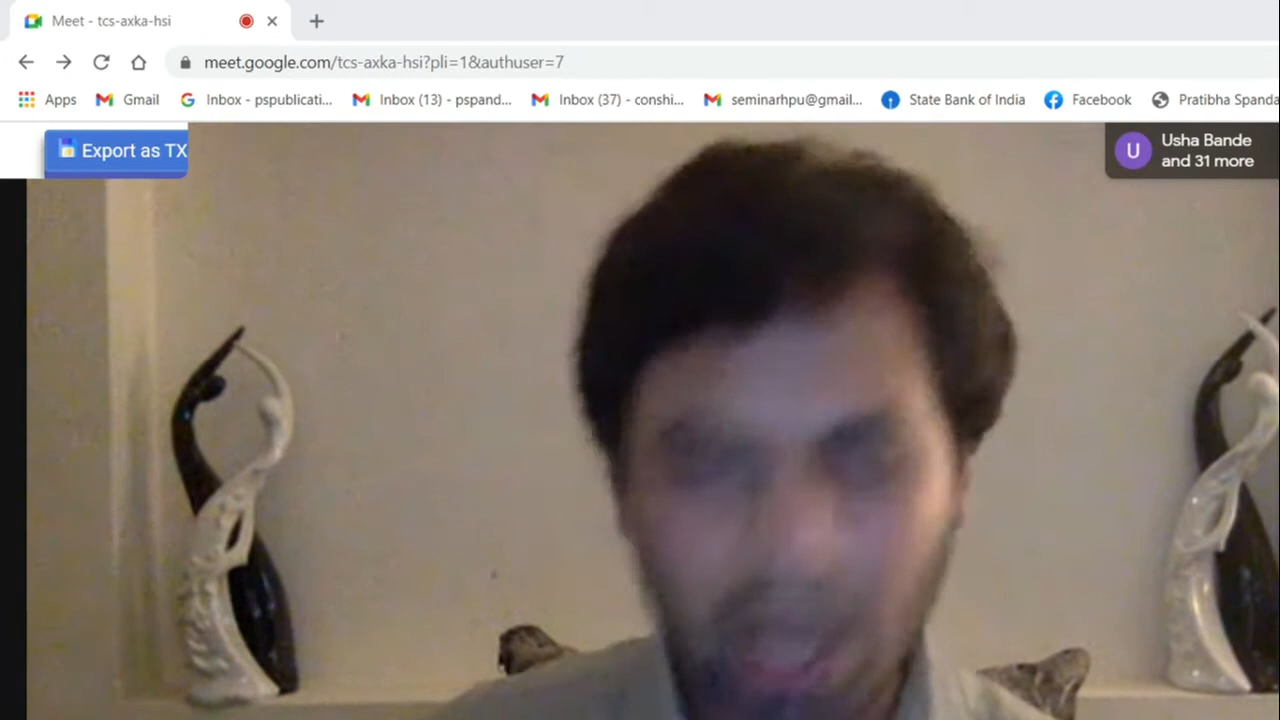 Meet - tcs-axka-hsi
meet.google.com/tcs-axka-hsi?pli=1&authuser=7
Apps Gmail Inbox - pspublicati... Inbox (13) - pspand... Inbox (37) - conshi... seminarhpu@gmail... State Bank of India Facebook Pratibha Spanda
Export as TX
U Usha Bande
and 31 more